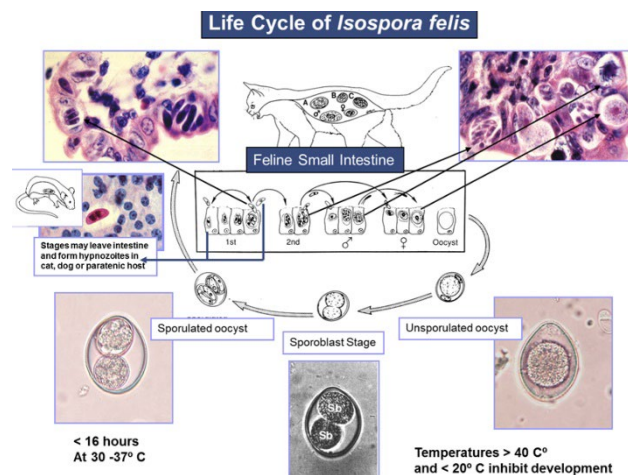 Life Cycle of Isospora felis
A
B
C
♂
♀
Feline Small Intestine
1st
2nd
♂
♀
Oocyst
Stages may leave intestine
and form hypnozoites in
cat, dog or paratenic host
Sporulated oocyst
Sporoblast Stage
Unsporulated oocyst
Sb
Sb
< 16 hours
At 30 -37º C
Temperatures > 40 Cº
and < 20º C inhibit development